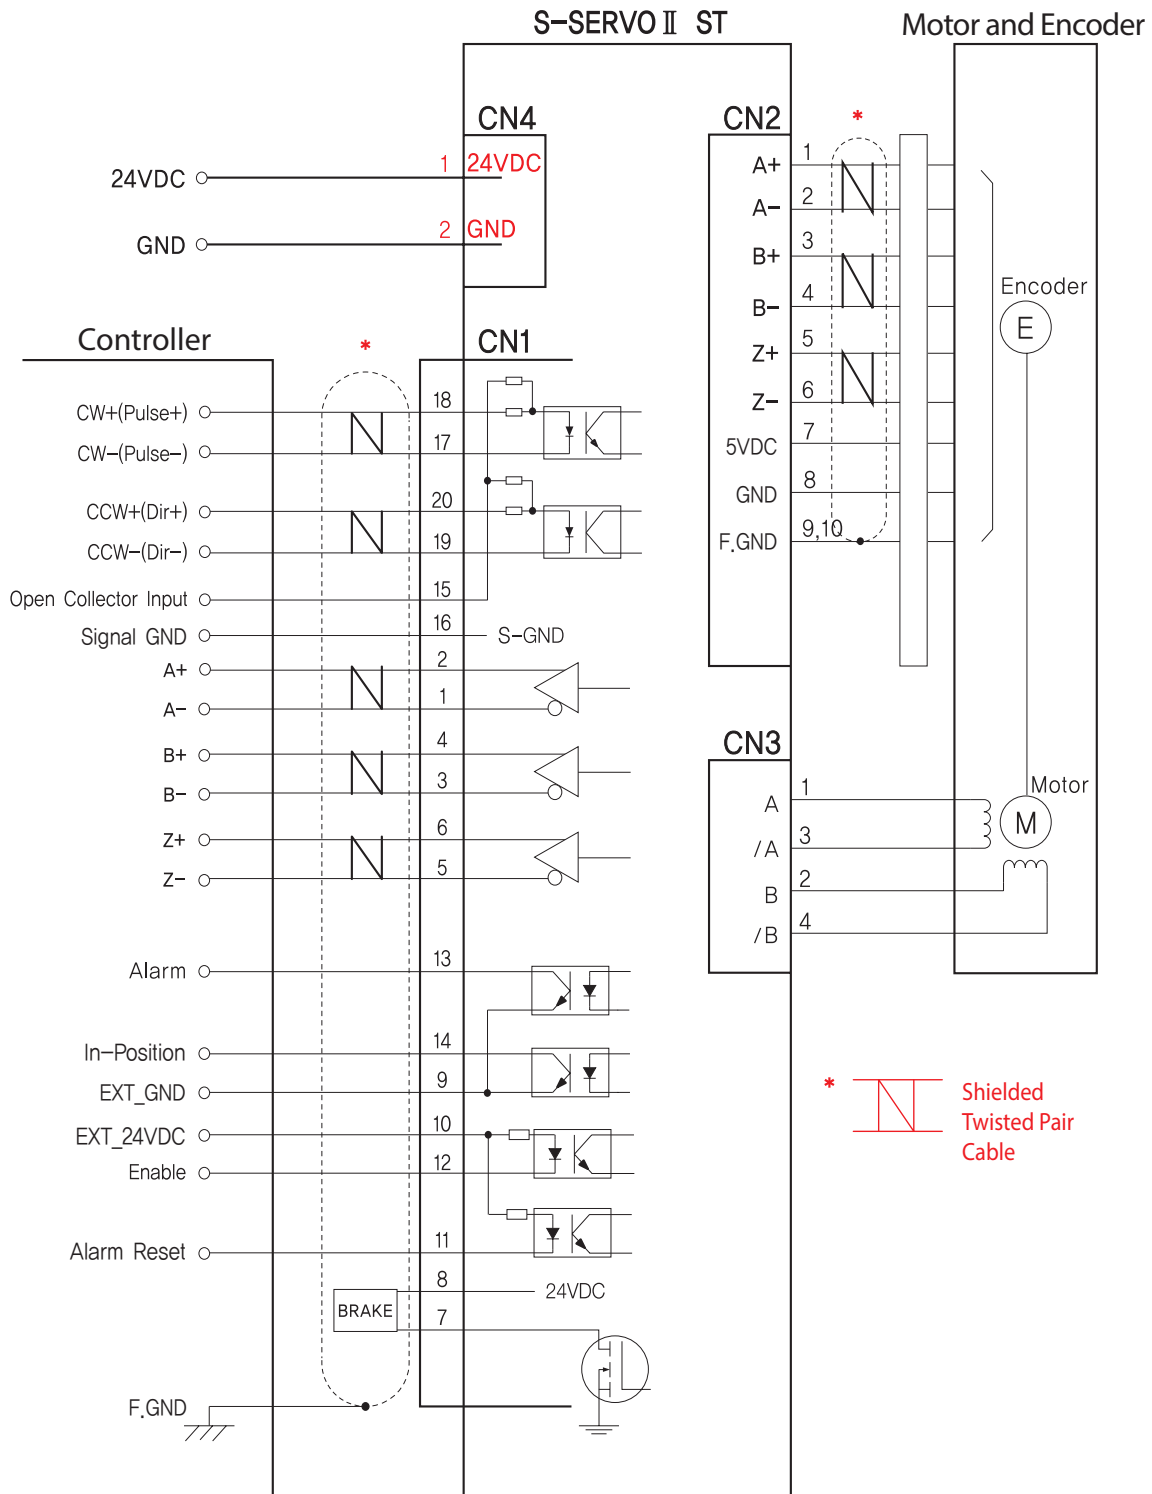 S-SERVOⅡ ST
Motor and Encoder
CN4
1 24VDC
24VDC
2 GND
GND
CN2
*
A+ 1
A- 2
B+ 3
B- 4
Z+ 5
Z- 6
5VDC 7
GND 8
F.GND 9,10
Encoder
E
Controller
*
CN1
CW+(Pulse+) 18
CW-(Pulse-) 17
CCW+(Dir+) 20
CCW-(Dir-) 19
Open Collector Input 15
Signal GND 16 S-GND
A+ 2
A- 1
B+ 4
B- 3
Z+ 6
Z- 5
CN3
A 1
/A 3
B 2
/B 4
Motor
M
Alarm 13
In-Position 14
EXT_GND 9
EXT_24VDC 10
Enable 12
Alarm Reset 11
8 24VDC
BRAKE
7
F.GND
* Shielded
Twisted Pair
Cable